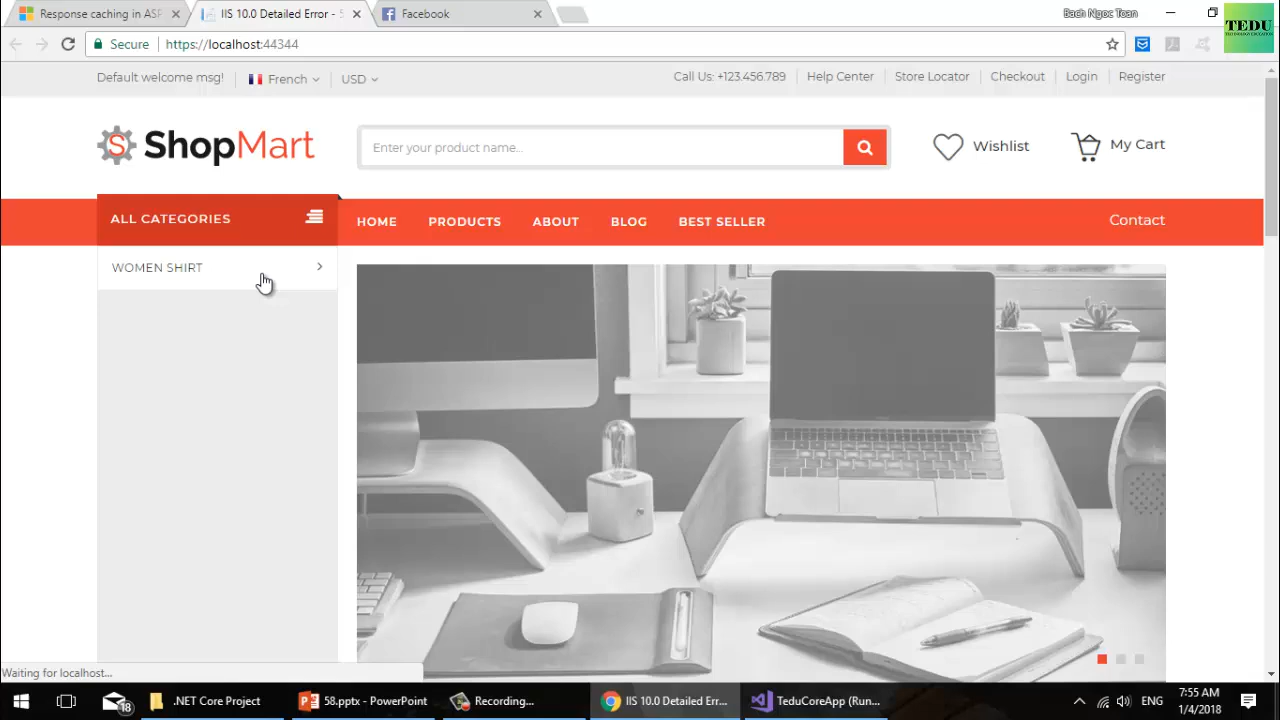 Response caching in ASP
IIS 10.0 Detailed Error - 5
Facebook
Bach Ngoc Toan
TEDU
Secure
https://localhost:44344
Default welcome msg!
French
USD
Call Us: +123.456.789
Help Center
Store Locator
Checkout
Login
Register
ShopMart
Enter your product name...
Wishlist
My Cart
ALL CATEGORIES
HOME
PRODUCTS
ABOUT
BLOG
BEST SELLER
Contact
WOMEN SHIRT
Waiting for localhost...
18
.NET Core Project
58.pptx - PowerPoint
Recording...
IIS 10.0 Detailed Err...
TeduCoreApp (Run...
ENG
7:55 AM
1/4/2018